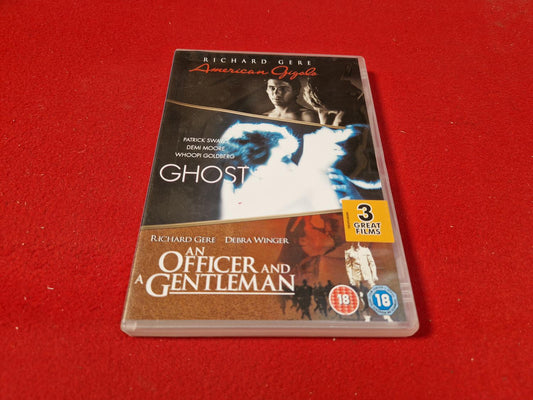 RICHARD GERE
American Gigolo
PATRICK SWAYZE
DEMI MOORE
WHOOPI GOLDBERG
GHOST
3
GREAT
FILMS
RICHARD GERE DEBRA WINGER
AN
OFFICER AND
A GENTLEMAN
18 18